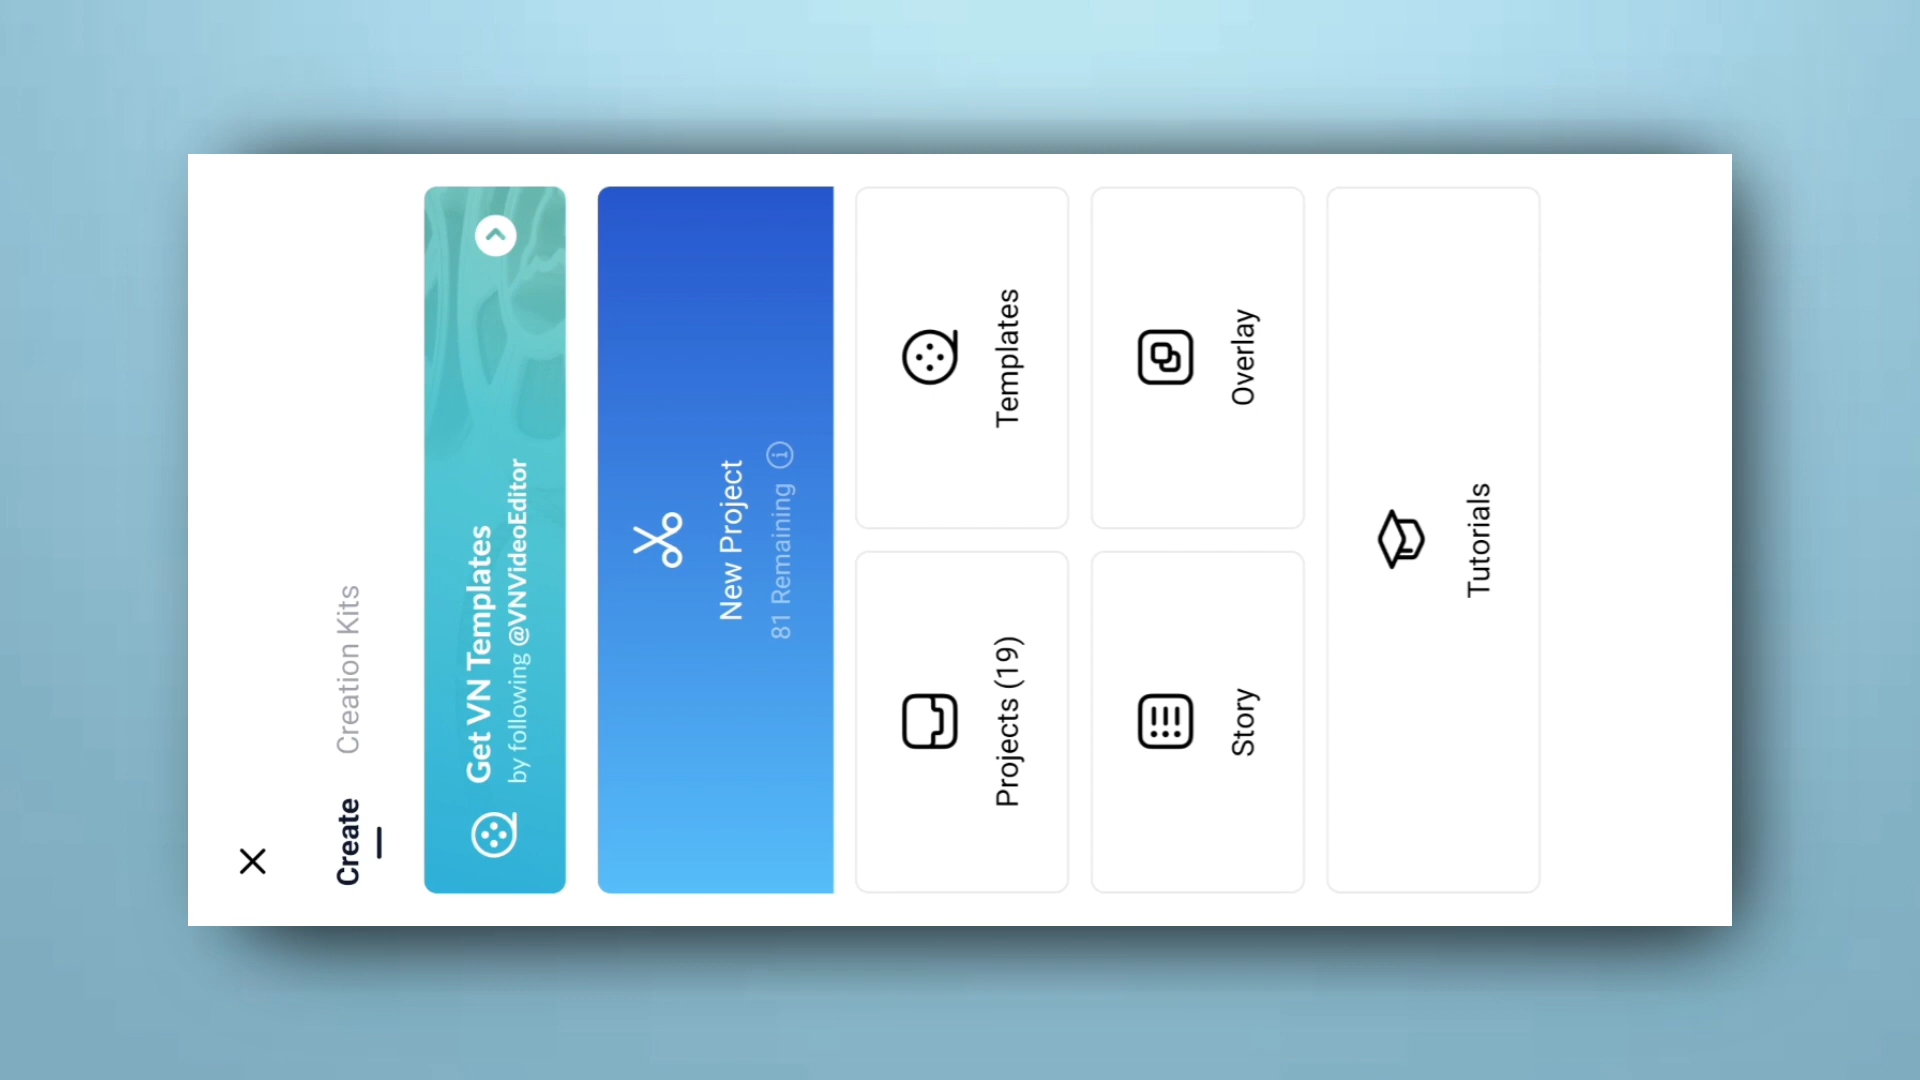 Create
Creation Kits
Get VN Templates
by following @VNVideoEditor
New Project
81 Remaining
Projects (19)
Templates
Story
Overlay
Tutorials